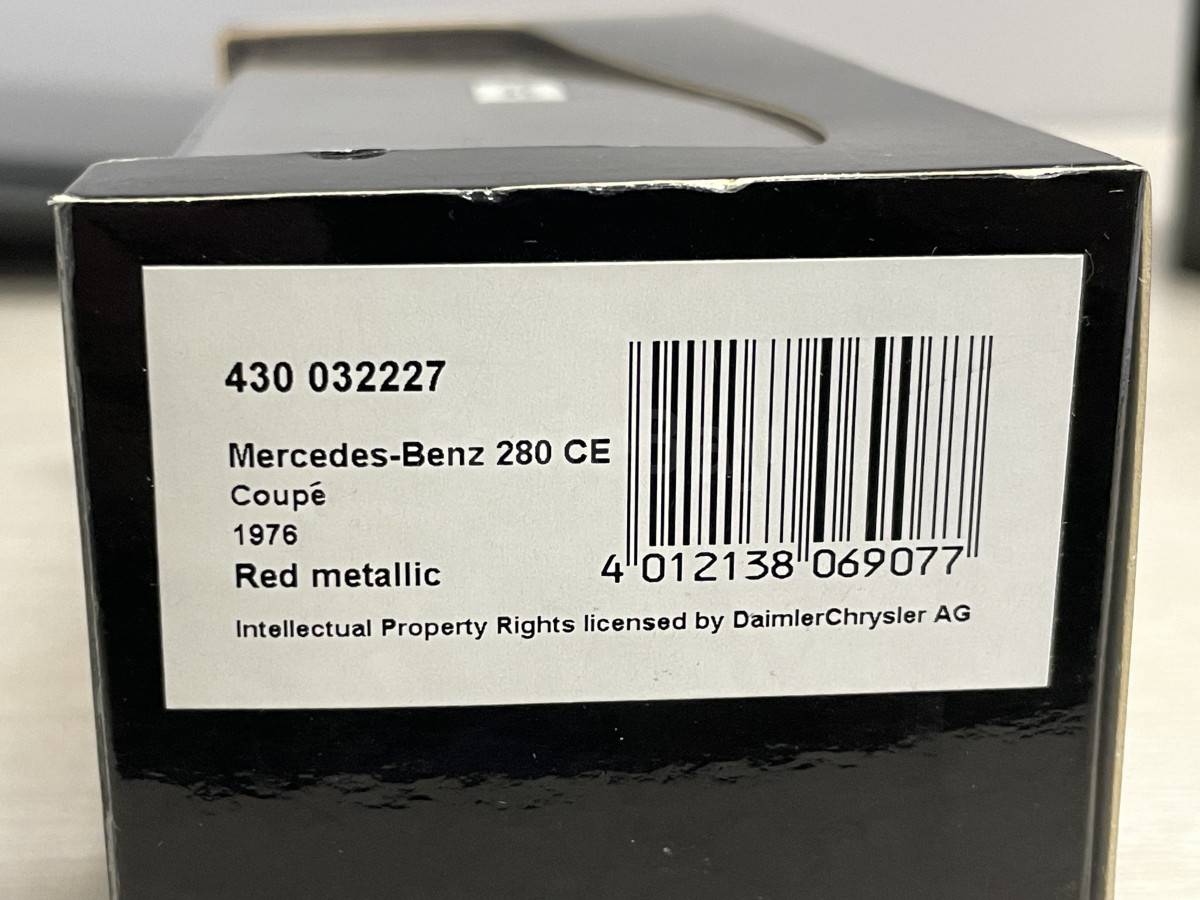 430 032227
Mercedes-Benz 280 CE
Coupé
1976
Red metallic
4 012138 069077
Intellectual Property Rights licensed by DaimlerChrysler AG